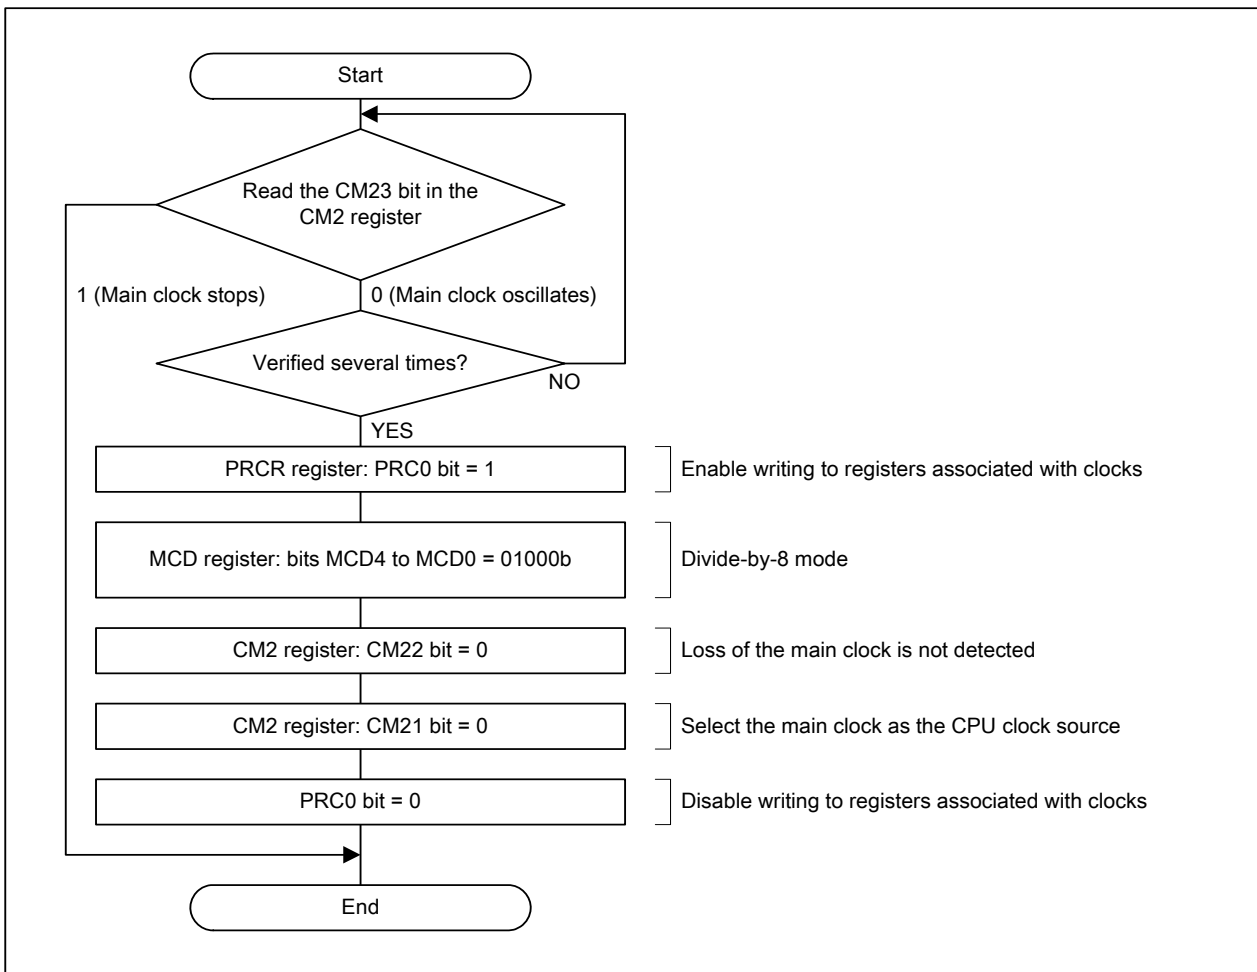 Start
Read the CM23 bit in the
CM2 register
1 (Main clock stops)
0 (Main clock oscillates)
Verified several times?
NO
YES
PRCR register: PRC0 bit = 1
Enable writing to registers associated with clocks
MCD register: bits MCD4 to MCD0 = 01000b
Divide-by-8 mode
CM2 register: CM22 bit = 0
Loss of the main clock is not detected
CM2 register: CM21 bit = 0
Select the main clock as the CPU clock source
PRC0 bit = 0
Disable writing to registers associated with clocks
End